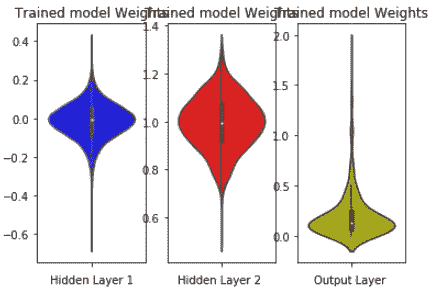 Trained model Weights
Trained model Weights
Trained model Weights
0.4
0.2
0.0
−0.2
−0.4
−0.6
1.4
1.2
1.0
0.8
0.6
2.0
1.5
1.0
0.5
0.0
Hidden Layer 1
Hidden Layer 2
Output Layer